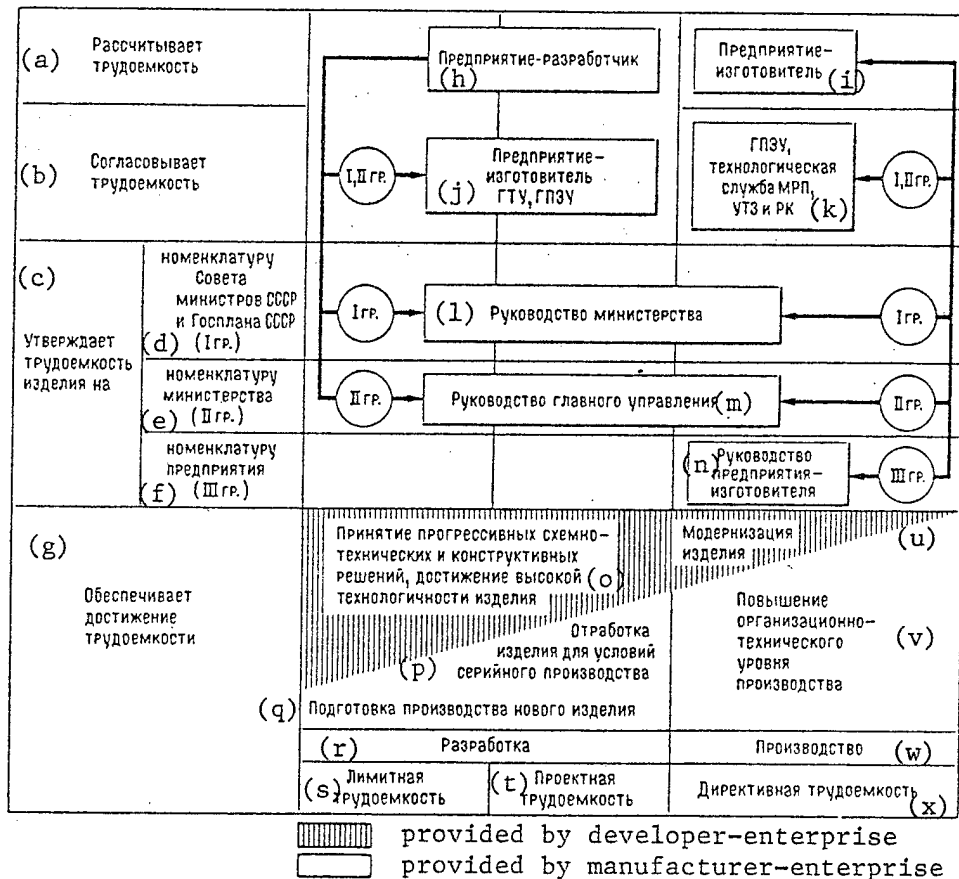 (a) Рассчитывает
трудоемкость
Предприятие-разработчик
(h)
Предприятие-
изготовитель (i)
(b) Согласовывает
трудоемкость
I, II гр.
Предприятие-
изготовитель
(j) ГТУ, ГПЗУ
ГПЗУ,
технологическая
служба МРП,
УТЗ и РК (k)
I, II гр.
(c)
Утверждает
трудоемкость
изделия на
номенклатуру
Совета
министров СССР
и Госплана СССР
(d) (I гр.)
I гр.
(l) Руководство министерства
I гр.
номенклатуру
министерства
(e) (II гр.)
II гр.
Руководство главного управления (m)
II гр.
номенклатуру
предприятия
(f) (III гр.)
(n) Руководство
предприятия-
изготовителя
III гр.
(g)
Обеспечивает
достижение
трудоемкости
Принятие прогрессивных схемно-
технических и конструктивных
решений, достижение высокой (o)
технологичности изделия
Модернизация
изделия
(u)
Отработка
изделия для условий
(p) серийного производства
Повышение
организационно-
технического
уровня
производства
(v)
(q) Подготовка производства нового изделия
(r) Разработка
Производство (w)
(s) Лимитная
трудоемкость
(t) Проектная
трудоемкость
Директивная трудоемкость
(x)
provided by developer-enterprise
provided by manufacturer-enterprise